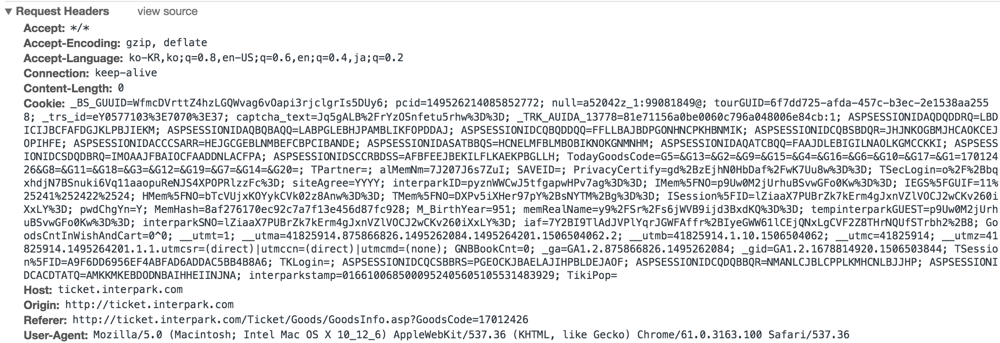 ▼ Request Headers view source
Accept: */*
Accept-Encoding: gzip, deflate
Accept-Language: ko-KR,ko;q=0.8,en-US;q=0.6,en;q=0.4,ja;q=0.2
Connection: keep-alive
Content-Length: 0
Cookie: _BS_GUUID=WfmcDVrttZ4hzLGQWvag6vOapi3rjclgrIs5DUy6; pcid=149526214085852772; null=a52042z_1:99081849@; tourGUID=6f7dd725-afda-457c-b3ec-2e1538aa255
8; _trs_id=eY0577103%3E7070%3E37; captcha_text=Jq5gALB%2FrYzOSnfetu5rhw%3D%3D; _TRK_AUIDA_13778=81e71156a0be0060c796a048006e84cb:1; ASPSESSIONIDAQDQDDRQ=LBD
ICIJBCFAFDGJKLPBJIEKM; ASPSESSIONIDAQBQBAQQ=LABPGLEBHJPAMBLIKFOPDDAJ; ASPSESSIONIDCQBQDDQQ=FFLLBAJBDPGONHNCPKHBNMIK; ASPSESSIONIDCQBSBDQR=JHJNKOGBMJHCAOKCEJ
OPIHFE; ASPSESSIONIDACCCSARR=HEJGCGEBLNMBEFCBPCIBANDE; ASPSESSIONIDASATBBQS=HCNELMFBLMBOBIKNOKGNMNHM; ASPSESSIONIDAQATCBQQ=FAAJDLEBIGILNAOLKGMCCKKI; ASPSESS
IONIDCSDQDBRQ=IMOAAJFBAIOCFAADDNLACFPA; ASPSESSIONIDSCCRBDSS=AFBFEEJBEKILFLKAEKPBGLLH; TodayGoodsCode=G5=&G13=&G2=&G9=&G15=&G4=&G16=&G6=&G10=&G17=&G1=170124
26&G8=&G11=&G18=&G3=&G12=&G19=&G7=&G14=&G20=; TPartner=; alMemNm=7J207J6s7ZuI; SAVEID=; PrivacyCertify=gd%2BzEjhN0HbDaf%2FwK7Uu8w%3D%3D; TSecLogin=o%2F%2Bbq
xhdjN7BSnuki6Vq11aaopuReNJS4XPOPRlzzFc%3D; siteAgree=YYYY; interparkID=pyznWWCwJ5tfgapwHPv7ag%3D%3D; IMem%5FNO=p9Uw0M2jUrhuBSvwGFo0Kw%3D%3D; IEGS%5FGUIF=11%
25241%252422%2524; HMem%5FNO=bTcVUjxKOYykCVk02z8Anw%3D%3D; TMem%5FNO=DXPv5iXHer97pY%2BsNYTM%2Bg%3D%3D; ISession%5FID=lZiaaX7PUBrZk7kErm4gJxnVZlVOCJ2wCKv260i
XxLY%3D; pwdChgYn=Y; MemHash=8af276170ec92c7a7f13e456d87fc928; M_BirthYear=951; memRealName=y9%2FSr%2Fs6jWVB9ijd3BxdKQ%3D%3D; tempinterparkGUEST=p9Uw0M2jUrh
uBSvwGFo0Kw%3D%3D; interparkSNO=lZiaaX7PUBrZk7kErm4gJxnVZlVOCJ2wCKv260iXxLY%3D; iaf=7Y2BI9TlAdJVPlYqrJGWFAffr%2BIyeGWW61lCEjQNxLgCVF2Z8THrNQUfSTrbh2%2B8; Go
odsCntInWishAndCart=0^0; __utmt=1; __utma=41825914.875866826.1495262084.1495264201.1506504062.2; __utmb=41825914.1.10.1506504062; __utmc=41825914; __utmz=41
825914.1495264201.1.1.utmcsr=(direct)|utmccn=(direct)|utmcmd=(none); GNBBookCnt=0; _ga=GA1.2.875866826.1495262084; _gid=GA1.2.1678814920.1506503844; TSessio
n%5FID=A9F6DD6956EF4ABFAD6ADDAC5BB4B8A6; TKLogin=; ASPSESSIONIDCQCSBBRS=PGEOCKJBAELAJIHPBLDEJAOF; ASPSESSIONIDCQDQBBQR=NMANLCJBLCPPLKMHCNLBJJHP; ASPSESSIONI
DCACDTATQ=AMKKMKEBDODNBAIHHEIINJNA; interparkstamp=01661006850009524056051055314​83929; TikiPop=
Host: ticket.interpark.com
Origin: http://ticket.interpark.com
Referer: http://ticket.interpark.com/Ticket/Goods/GoodsInfo.asp?GoodsCode=17012426
User-Agent: Mozilla/5.0 (Macintosh; Intel Mac OS X 10_12_6) AppleWebKit/537.36 (KHTML, like Gecko) Chrome/61.0.3163.100 Safari/537.36